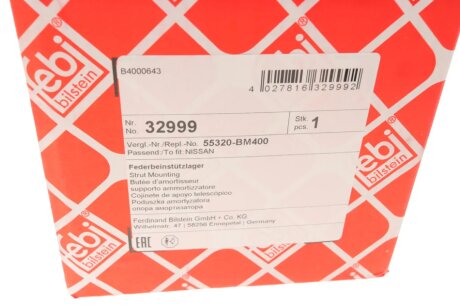 B4000643
4 027816 329992
Nr.
No. 32999
Stk.
pcs. 1
Vergl.-Nr./Repl.-No. 55320-BM400
Passend:/To fit: NISSAN
Federbeinstützlager
Strut Mounting
Butée d'amortisseur
supporto ammortizzatore
Cojinete de apoyo telescópico
Poduszka amortyzatora
опора амортизатора
Ferdinand Bilstein GmbH + Co. KG
Wilhelmstr. 47 | 58256 Ennepetal | Germany
EAC
febi
bilstein
febi
bilstein
febi
bilstein